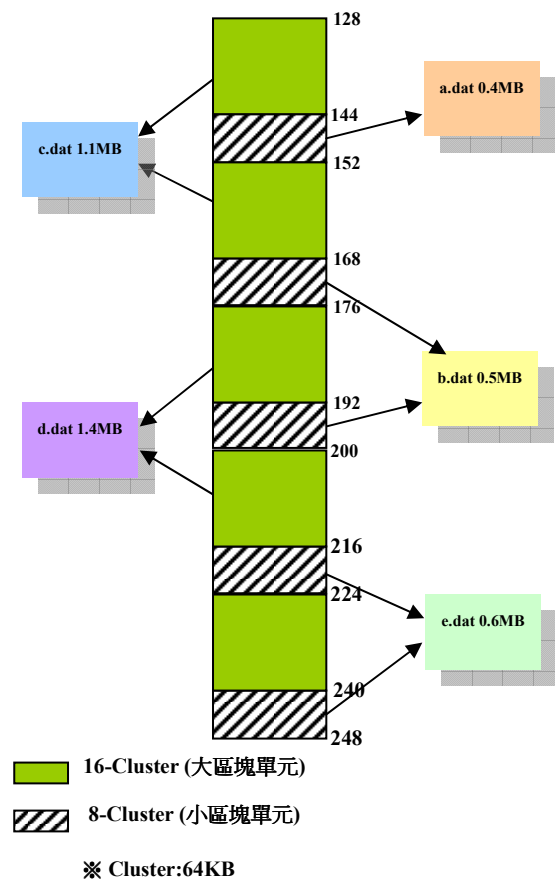 128
a.dat 0.4MB
144
c.dat 1.1MB
152
168
176
b.dat 0.5MB
192
d.dat 1.4MB
200
216
224
e.dat 0.6MB
240
248
16-Cluster (大區塊單元)
8-Cluster (小區塊單元)
※ Cluster:64KB